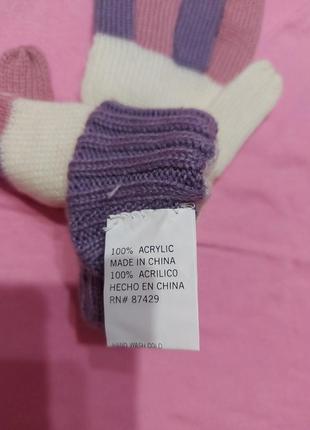 100% ACRYLIC
MADE IN CHINA
100% ACRILICO
HECHO EN CHINA
RN# 87429
HAND WASH COLD